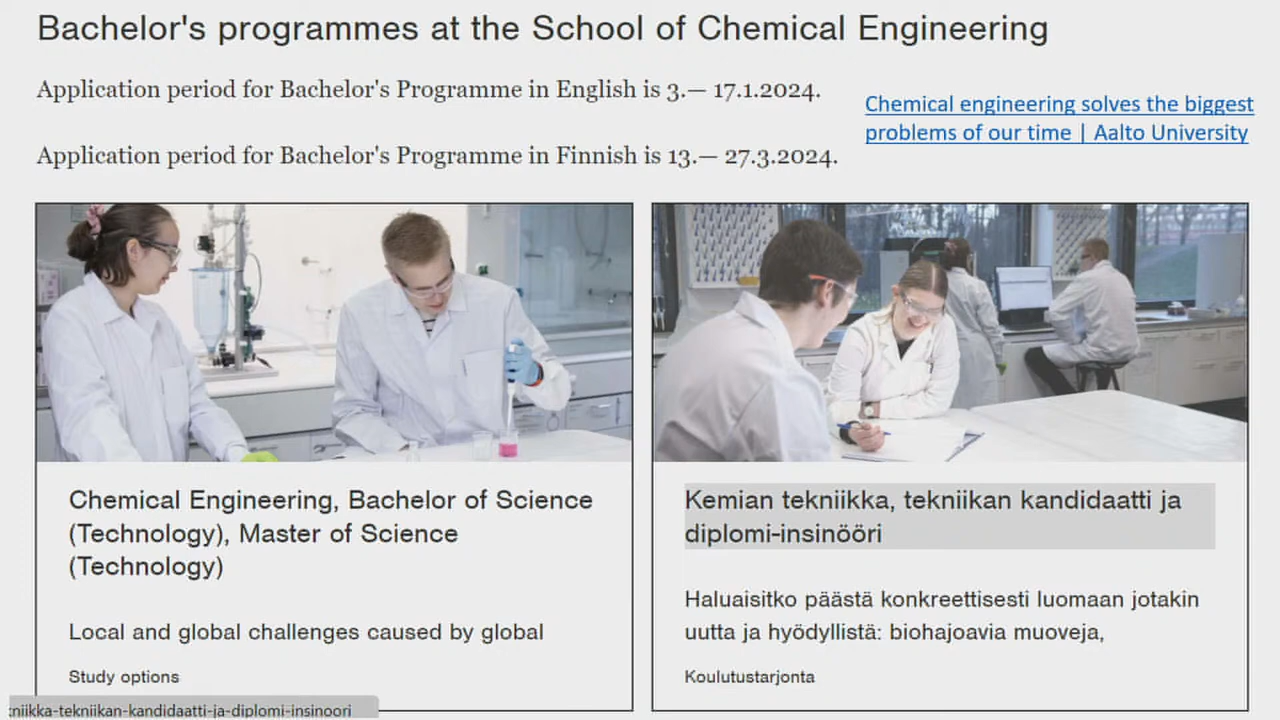 Bachelor's programmes at the School of Chemical Engineering
Application period for Bachelor's Programme in English is 3.— 17.1.2024.
Chemical engineering solves the biggest
problems of our time | Aalto University
Application period for Bachelor's Programme in Finnish is 13.— 27.3.2024.
Chemical Engineering, Bachelor of Science
(Technology), Master of Science
(Technology)
Local and global challenges caused by global
Study options
Kemian tekniikka, tekniikan kandidaatti ja
diplomi-insinööri
Haluaisitko päästä konkreettisesti luomaan jotakin
uutta ja hyödyllistä: biohajoavia muoveja,
Koulutustarjonta
niikka-tekniikan-kandidaatti-ja-diplomi-insinoori